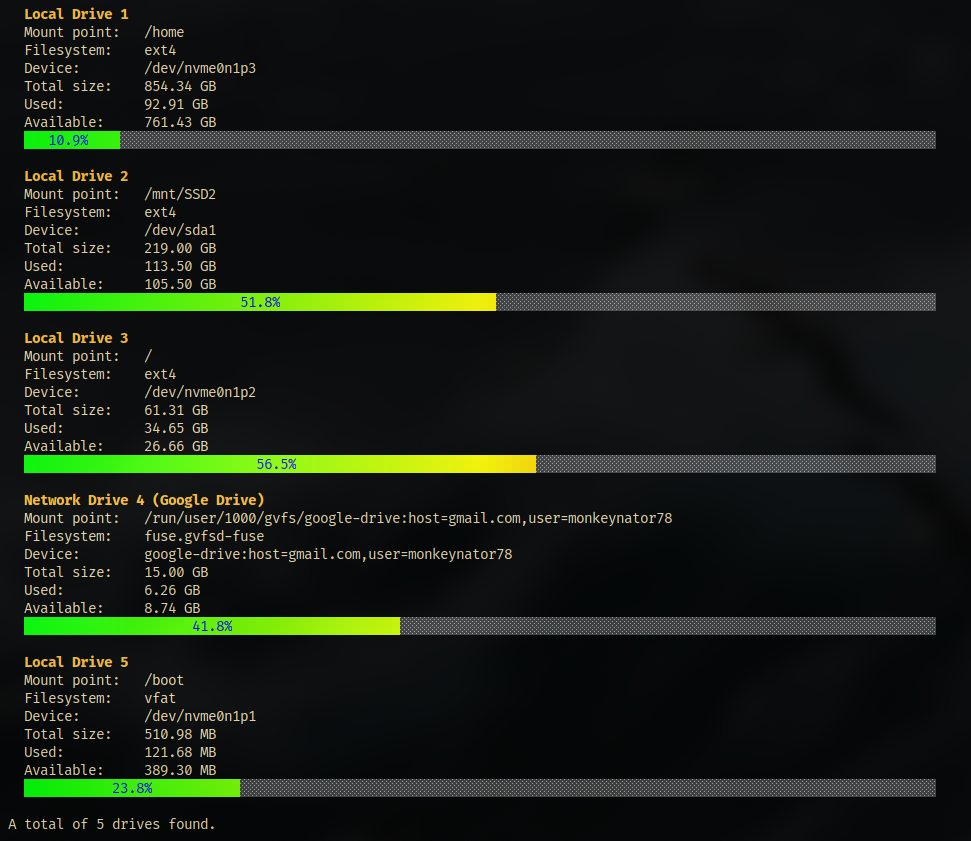 Local Drive 1
Mount point: /home
Filesystem: ext4
Device: /dev/nvme0n1p3
Total size: 854.34 GB
Used: 92.91 GB
Available: 761.43 GB
10.9%
Local Drive 2
Mount point: /mnt/SSD2
Filesystem: ext4
Device: /dev/sda1
Total size: 219.00 GB
Used: 113.50 GB
Available: 105.50 GB
51.8%
Local Drive 3
Mount point: /
Filesystem: ext4
Device: /dev/nvme0n1p2
Total size: 61.31 GB
Used: 34.65 GB
Available: 26.66 GB
56.5%
Network Drive 4 (Google Drive)
Mount point: /run/user/1000/gvfs/google-drive:host=gmail.com,user=monkeynator78
Filesystem: fuse.gvfsd-fuse
Device: google-drive:host=gmail.com,user=monkeynator78
Total size: 15.00 GB
Used: 6.26 GB
Available: 8.74 GB
41.8%
Local Drive 5
Mount point: /boot
Filesystem: vfat
Device: /dev/nvme0n1p1
Total size: 510.98 MB
Used: 121.68 MB
Available: 389.30 MB
23.8%
A total of 5 drives found.